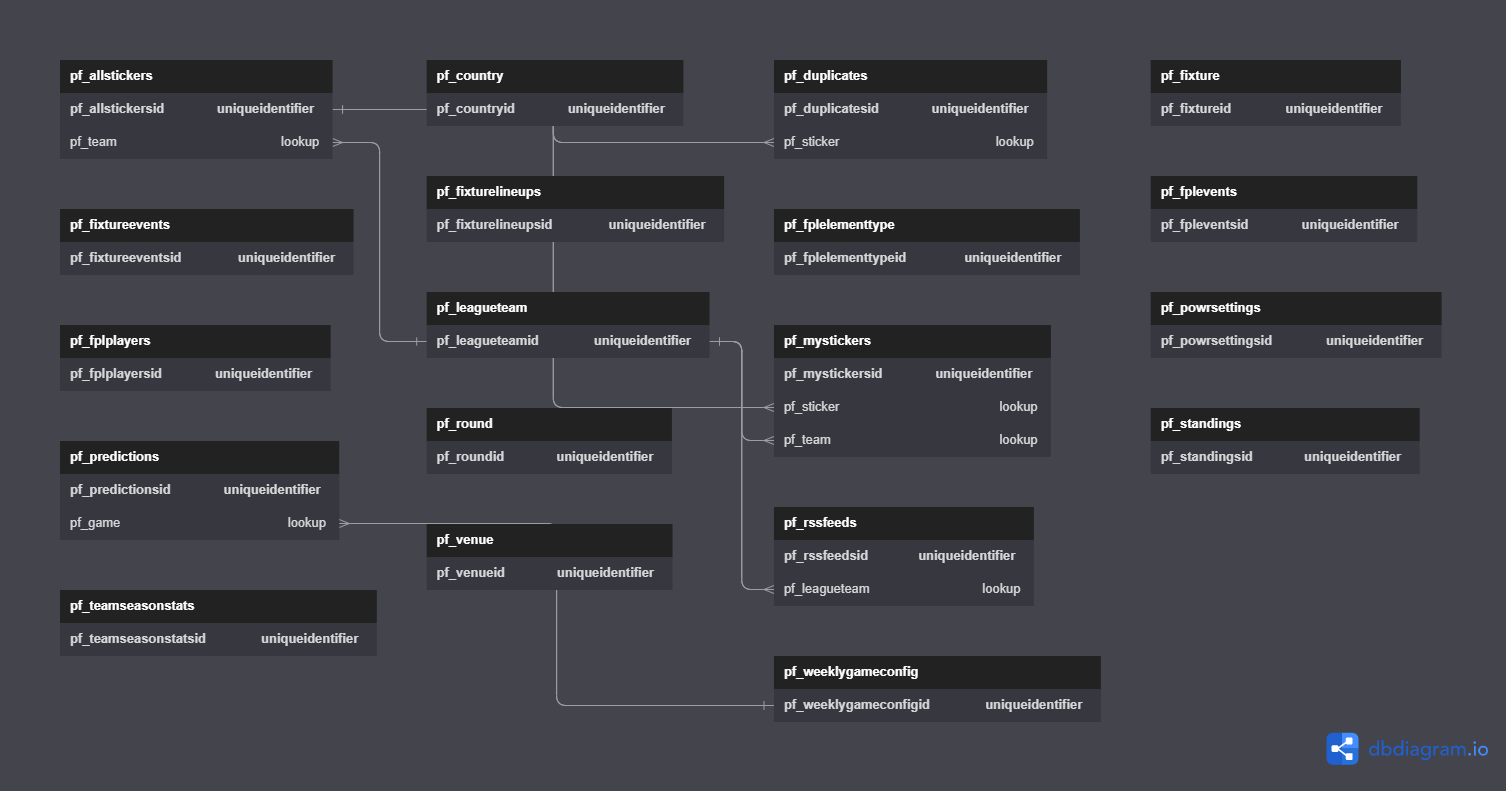 pf_allstickers
pf_allstickersid uniqueidentifier
pf_team lookup
pf_fixtureevents
pf_fixtureeventsid uniqueidentifier
pf_fplplayers
pf_fplplayersid uniqueidentifier
pf_predictions
pf_predictionsid uniqueidentifier
pf_game lookup
pf_teamseasonstats
pf_teamseasonstatsid uniqueidentifier
pf_country
pf_countryid uniqueidentifier
pf_fixturelineups
pf_fixturelineupsid uniqueidentifier
pf_leagueteam
pf_leagueteamid uniqueidentifier
pf_round
pf_roundid uniqueidentifier
pf_venue
pf_venueid uniqueidentifier
pf_duplicates
pf_duplicatesid uniqueidentifier
pf_sticker lookup
pf_fplelementtype
pf_fplelementtypeid uniqueidentifier
pf_mystickers
pf_mystickersid uniqueidentifier
pf_sticker lookup
pf_team lookup
pf_rssfeeds
pf_rssfeedsid uniqueidentifier
pf_leagueteam lookup
pf_weeklygameconfig
pf_weeklygameconfigid uniqueidentifier
pf_fixture
pf_fixtureid uniqueidentifier
pf_fplevents
pf_fpleventsid uniqueidentifier
pf_powrsettings
pf_powrsettingsid uniqueidentifier
pf_standings
pf_standingsid uniqueidentifier
dbdiagram.io